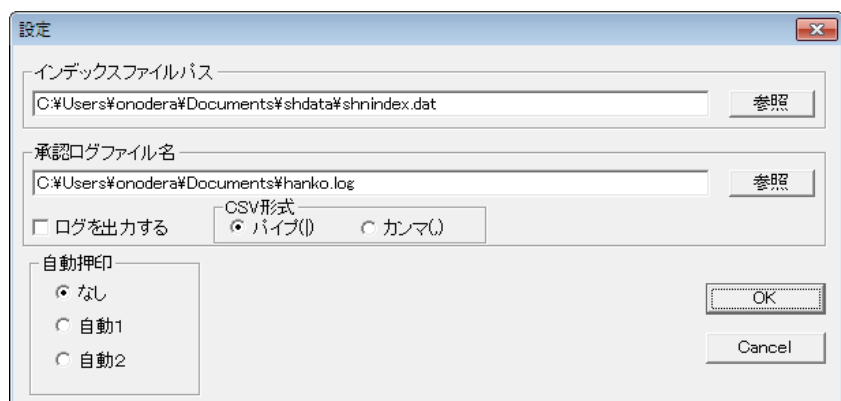 設定
インデックスファイルパス
C:¥Users¥onodera¥Documents¥shdata¥shnindex.dat
参照
承認ログファイル名
C:¥Users¥onodera¥Documents¥hanko.log
参照
ログを出力する
CSV形式
パイプ(|)
カンマ(,)
自動押印
なし
自動1
自動2
OK
Cancel